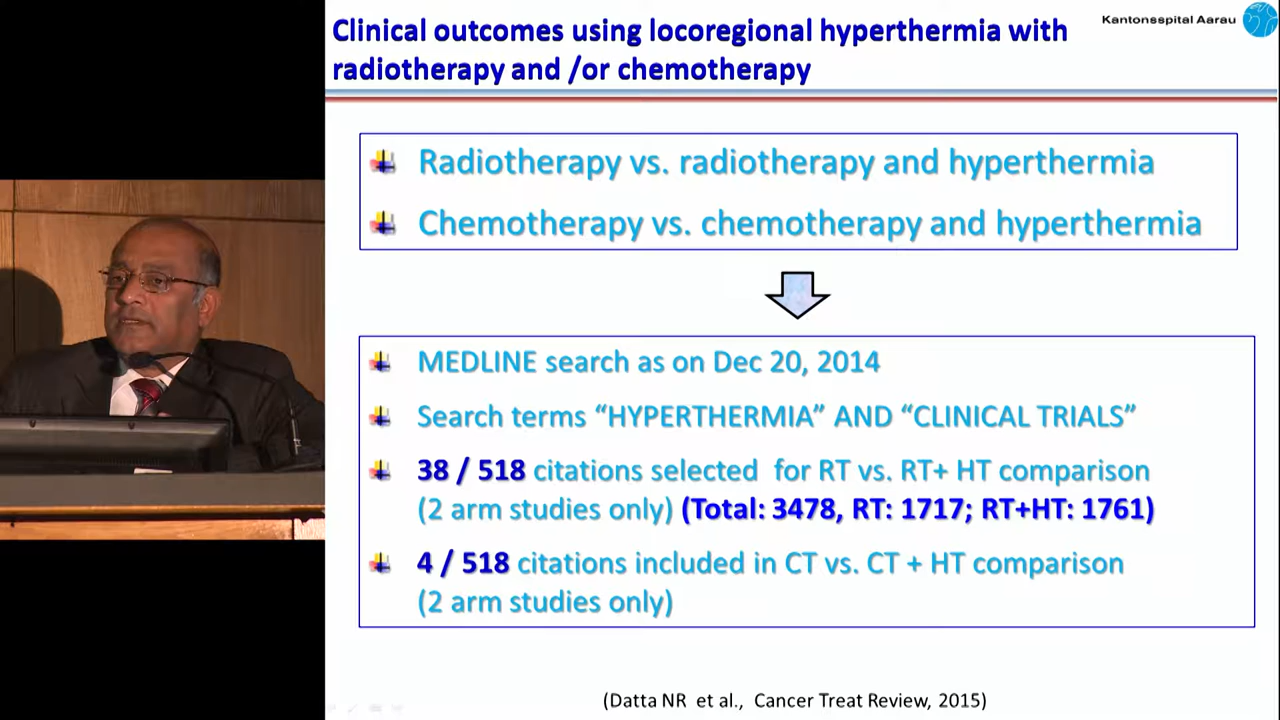 Clinical outcomes using locoregional hyperthermia with
radiotherapy and /or chemotherapy
Kantonsspital Aarau
Radiotherapy vs. radiotherapy and hyperthermia
Chemotherapy vs. chemotherapy and hyperthermia
MEDLINE search as on Dec 20, 2014
Search terms “HYPERTHERMIA” AND “CLINICAL TRIALS”
38 / 518 citations selected for RT vs. RT+ HT comparison
(2 arm studies only) (Total: 3478, RT: 1717; RT+HT: 1761)
4 / 518 citations included in CT vs. CT + HT comparison
(2 arm studies only)
(Datta NR et al., Cancer Treat Review, 2015)